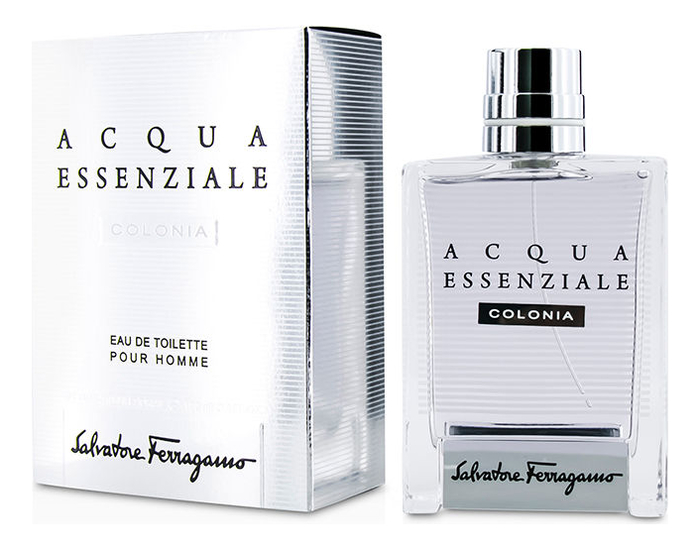 ACQUA
ESSENZIALE
COLONIA
EAU DE TOILETTE
POUR HOMME
Salvatore Ferragamo
ACQUA
ESSENZIALE
COLONIA
Salvatore Ferragamo